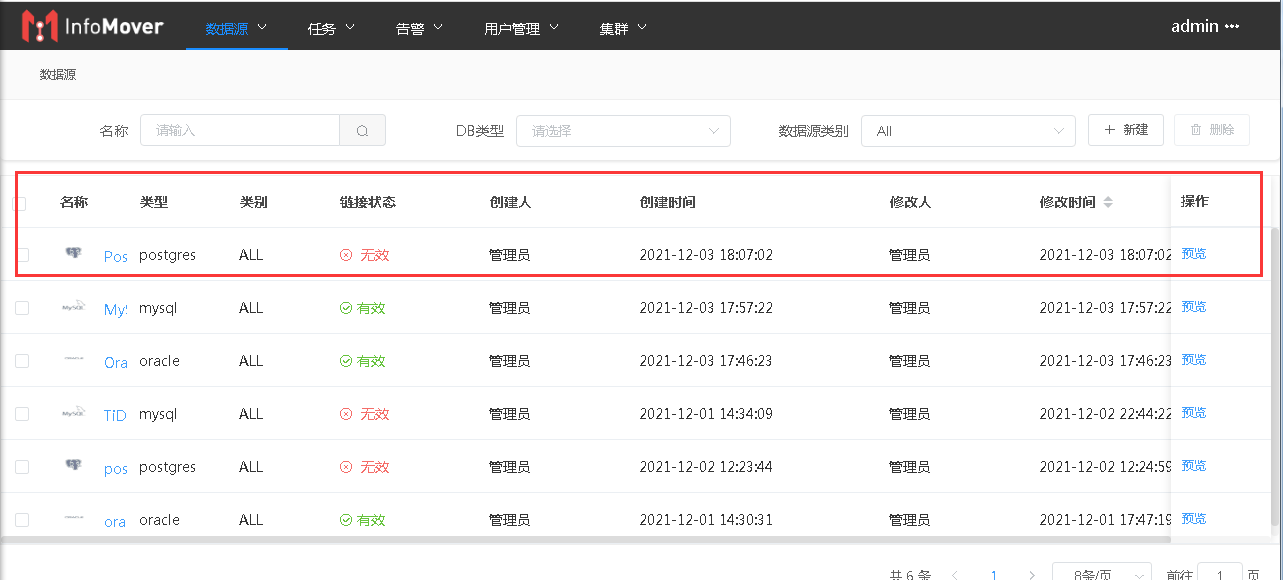 InfoMover 数据源 任务 告警 用户管理 集群 admin •••
数据源
名称 请输入 DB类型 请选择 数据源类别 All + 新建 删除
名称 类型 类别 链接状态 创建人 创建时间 修改人 修改时间 操作
Pos postgres ALL 无效 管理员 2021-12-03 18:07:02 管理员 2021-12-03 18:07:02 预览
MySQL My mysql ALL 有效 管理员 2021-12-03 17:57:22 管理员 2021-12-03 17:57:22 预览
Ora oracle ALL 有效 管理员 2021-12-03 17:46:23 管理员 2021-12-03 17:46:23 预览
MySQL TiD mysql ALL 无效 管理员 2021-12-01 14:34:09 管理员 2021-12-02 22:44:22 预览
pos postgres ALL 无效 管理员 2021-12-02 12:23:44 管理员 2021-12-02 12:24:59 预览
ora oracle ALL 有效 管理员 2021-12-01 14:30:31 管理员 2021-12-01 17:47:19 预览
共 6 条 1 8条/页 前往 1 页